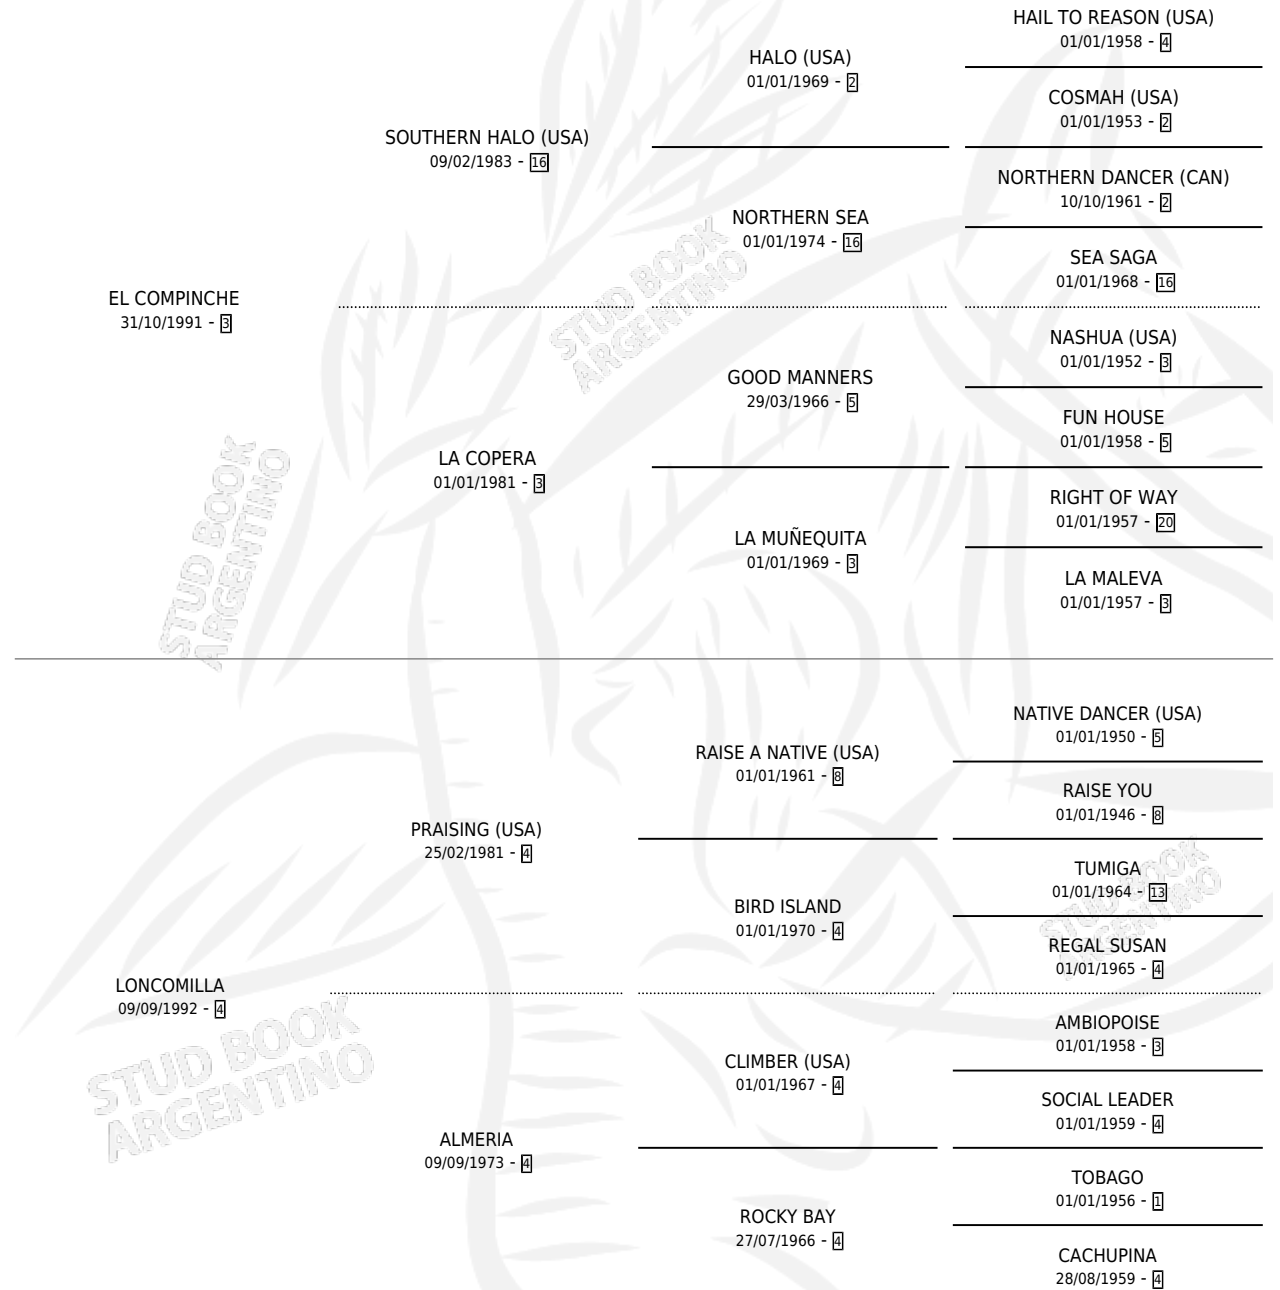 HAIL TO REASON (USA)
01/01/1958 - 4
HALO (USA)
01/01/1969 - 2
COSMAH (USA)
01/01/1953 - 2
SOUTHERN HALO (USA)
09/02/1983 - 16
NORTHERN DANCER (CAN)
10/10/1961 - 2
NORTHERN SEA
01/01/1974 - 16
SEA SAGA
01/01/1968 - 16
EL COMPINCHE
31/10/1991 - 3
STUD BOOK
ARGENTINO
NASHUA (USA)
01/01/1952 - 3
GOOD MANNERS
29/03/1966 - 5
FUN HOUSE
01/01/1958 - 5
LA COPERA
01/01/1981 - 3
RIGHT OF WAY
01/01/1957 - 20
LA MUÑEQUITA
01/01/1969 - 3
LA MALEVA
01/01/1957 - 3
STUD BOOK
ARGENTINO
NATIVE DANCER (USA)
01/01/1950 - 5
RAISE A NATIVE (USA)
01/01/1961 - 8
RAISE YOU
01/01/1946 - 8
PRAISING (USA)
25/02/1981 - 4
TUMIGA
01/01/1964 - 13
BIRD ISLAND
01/01/1970 - 4
REGAL SUSAN
01/01/1965 - 4
STUD BOOK
ARGENTINO
LONCOMILLA
09/09/1992 - 4
STUD BOOK
ARGENTINO
AMBIOPOISE
01/01/1958 - 3
CLIMBER (USA)
01/01/1967 - 4
SOCIAL LEADER
01/01/1959 - 4
ALMERIA
09/09/1973 - 4
TOBAGO
01/01/1956 - 1
ROCKY BAY
27/07/1966 - 4
CACHUPINA
28/08/1959 - 4